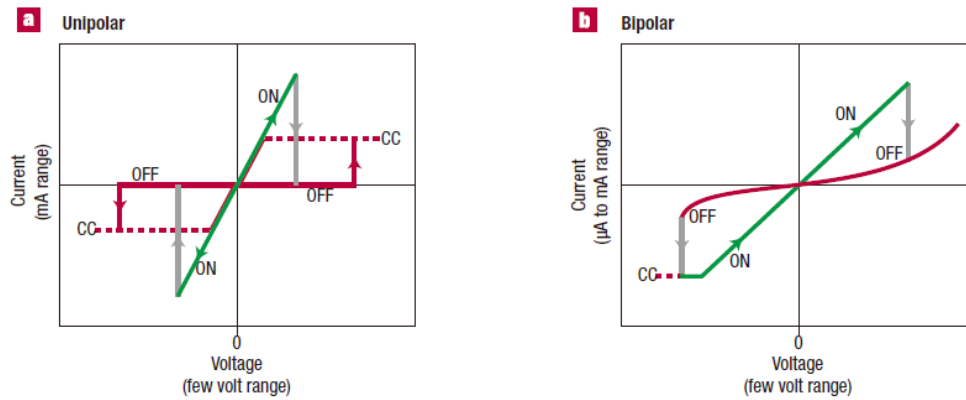 a Unipolar
ON
CC
OFF
OFF
CC
ON
Current
(mA range)
0
Voltage
(few volt range)
b Bipolar
ON
OFF
OFF
ON
CC
Current
(µA to mA range)
0
Voltage
(few volt range)